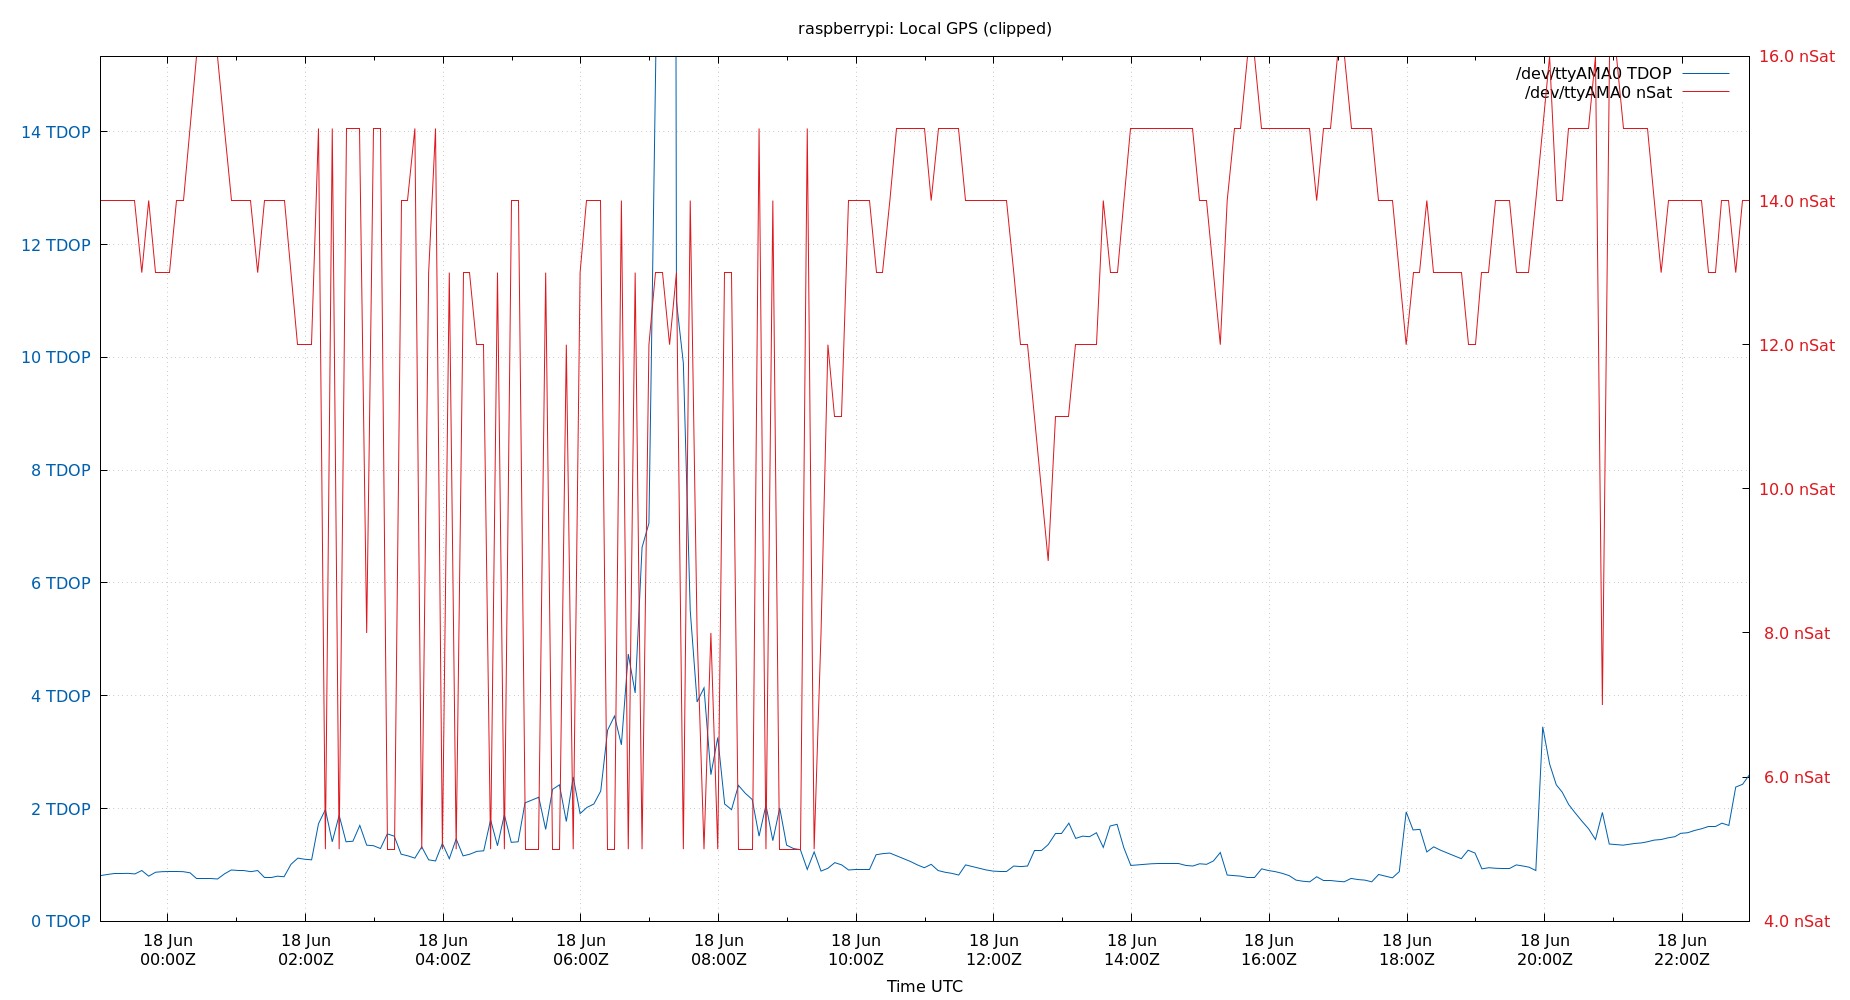 raspberrypi: Local GPS (clipped)
16.0 nSat
/dev/ttyAMA0 TDOP
/dev/ttyAMA0 nSat
14 TDOP
14.0 nSat
12 TDOP
10 TDOP
12.0 nSat
8 TDOP
10.0 nSat
6 TDOP
8.0 nSat
4 TDOP
6.0 nSat
2 TDOP
0 TDOP
4.0 nSat
18 Jun 18 Jun 18 Jun 18 Jun 18 Jun 18 Jun 18 Jun 18 Jun 18 Jun 18 Jun 18 Jun 18 Jun
00:00Z 02:00Z 04:00Z 06:00Z 08:00Z 10:00Z 12:00Z 14:00Z 16:00Z 18:00Z 20:00Z 22:00Z
Time UTC